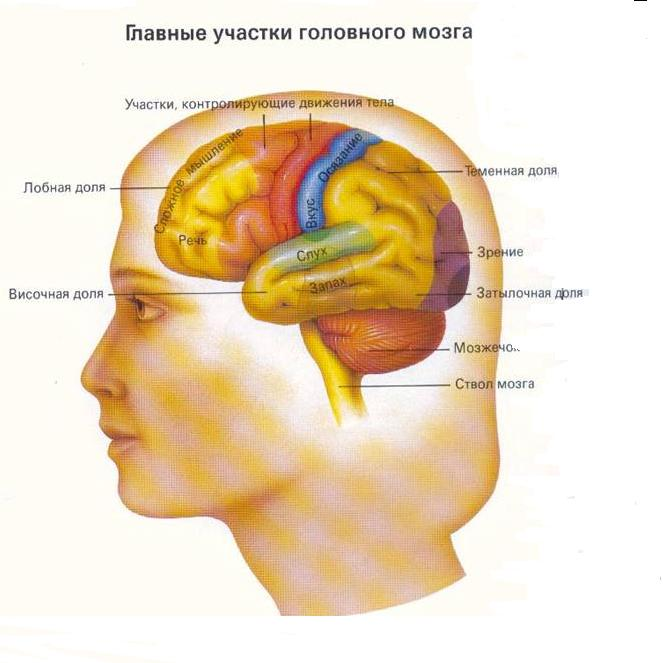 Главные участки головного мозга
Участки, контролирующие движения тела
Сложное мышление
Осязание
Теменная доля
Лобная доля
Вкус
Речь
Слух
Зрение
Запах
Височная доля
Затылочная доля
Ствол мозга